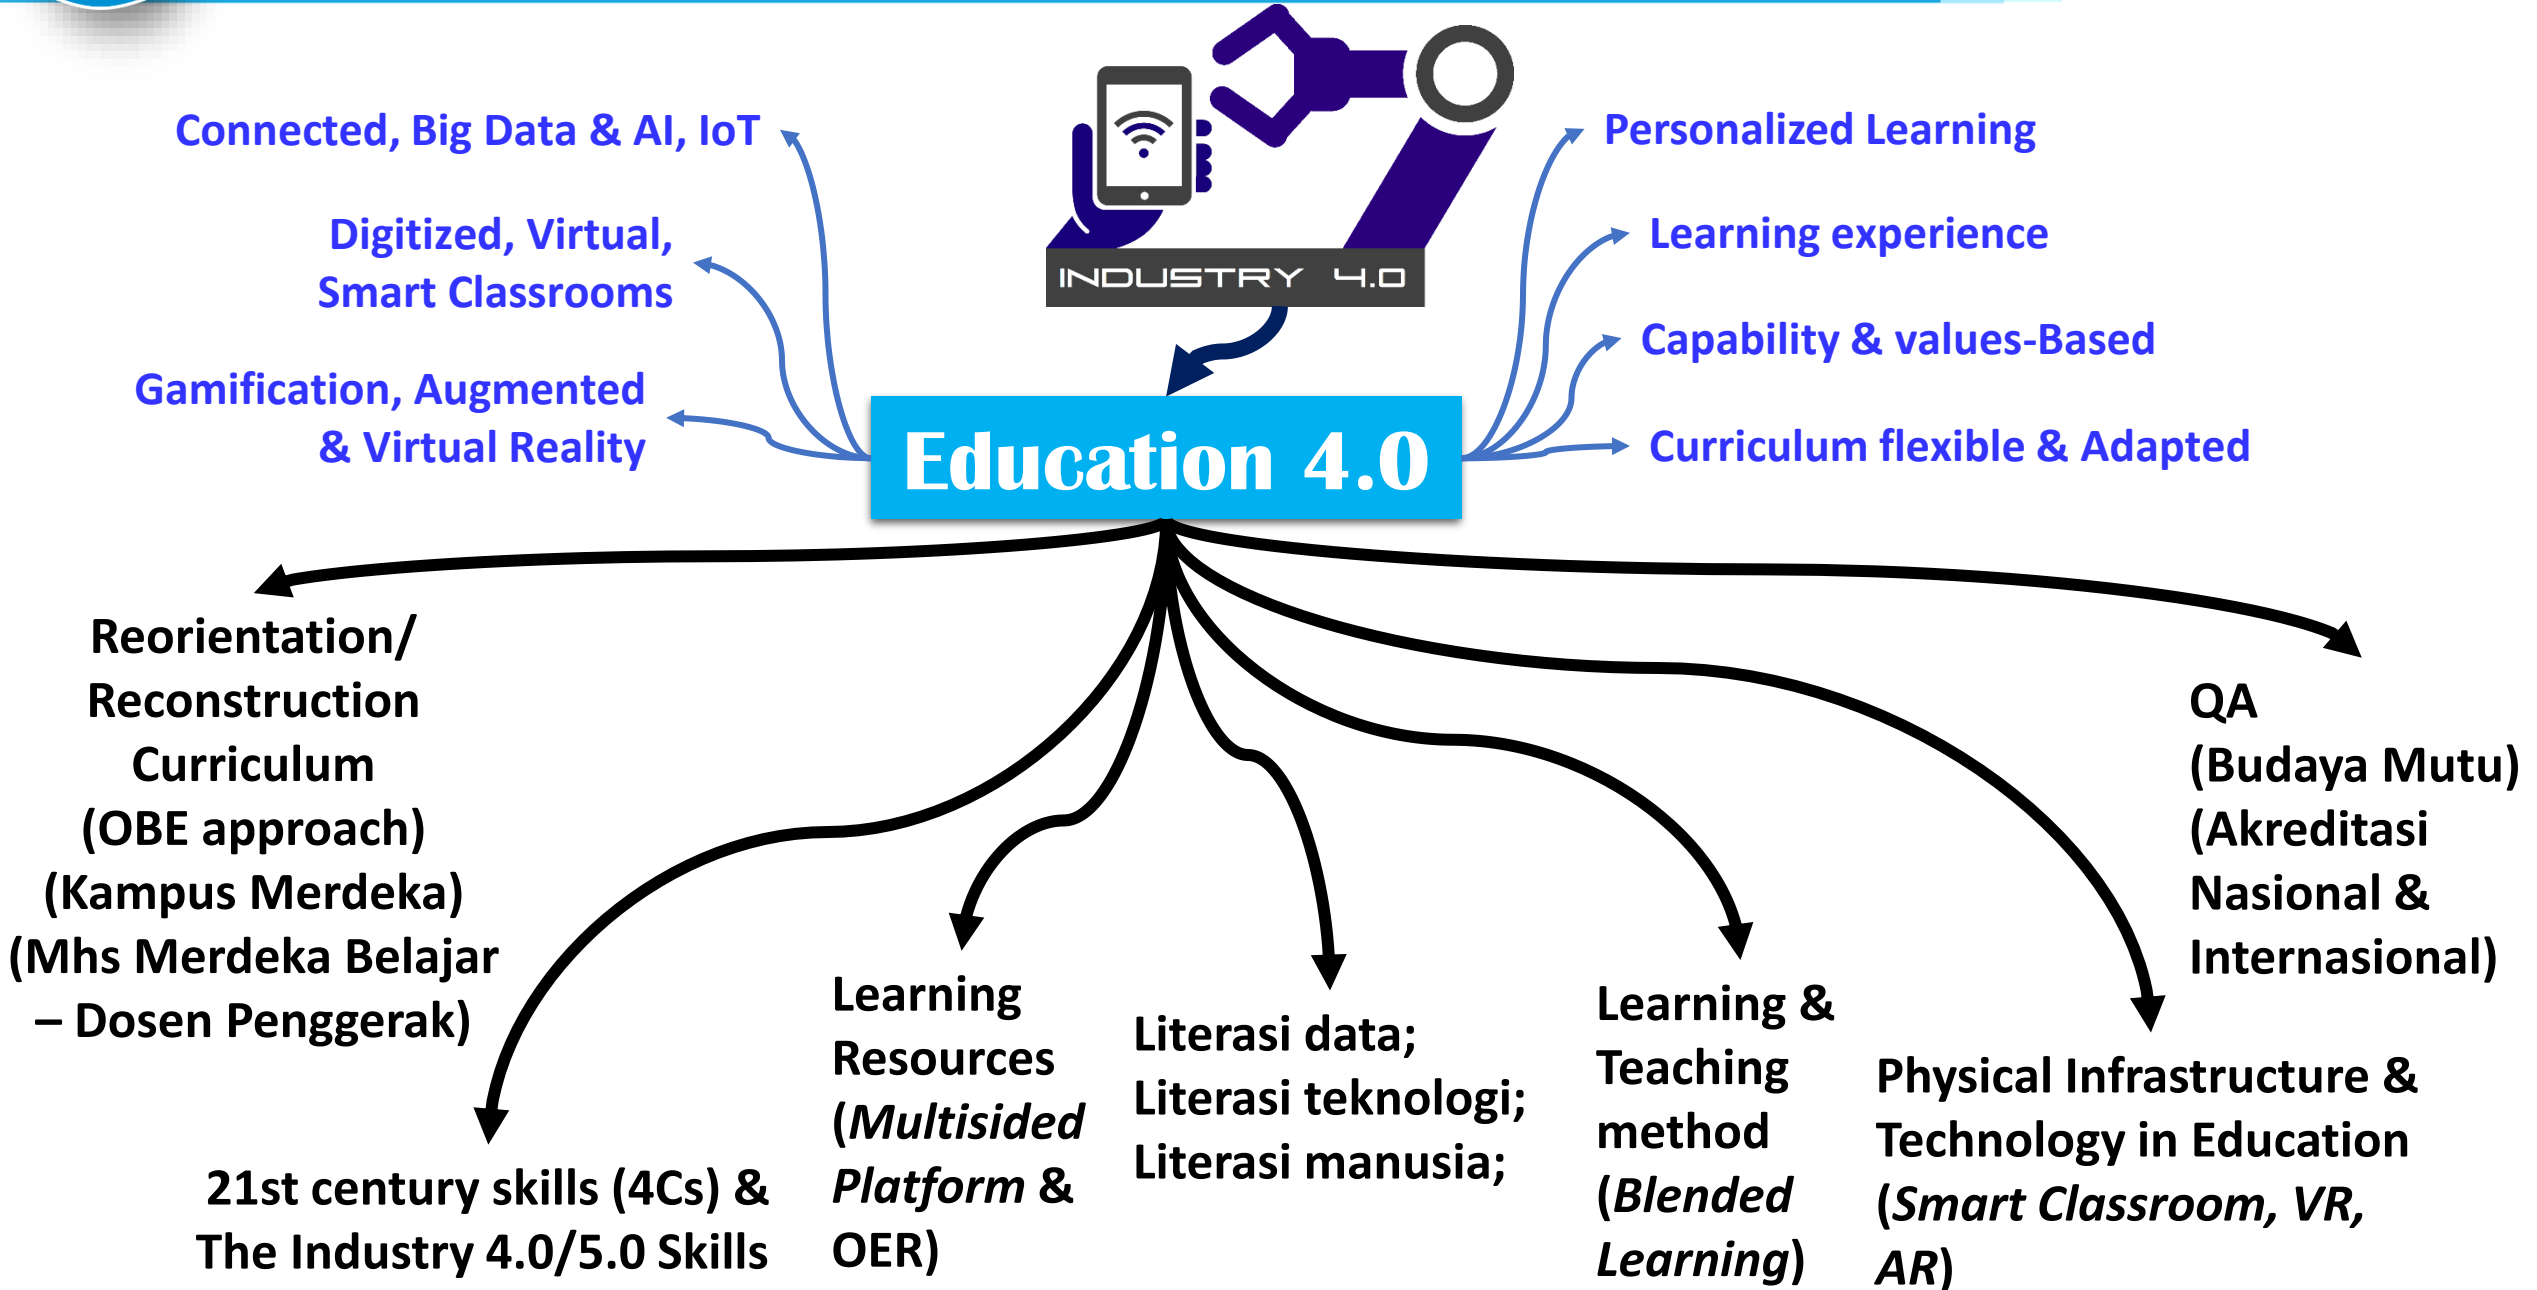 INDUSTRY 4.0
Connected, Big Data & AI, IoT
Digitized, Virtual,
Smart Classrooms
Gamification, Augmented
& Virtual Reality
Personalized Learning
Learning experience
Capability & values-Based
Curriculum flexible & Adapted
Education 4.0
Reorientation/
Reconstruction
Curriculum
(OBE approach)
(Kampus Merdeka)
(Mhs Merdeka Belajar
– Dosen Penggerak)
21st century skills (4Cs) &
The Industry 4.0/5.0 Skills
Learning
Resources
(Multisided
Platform &
OER)
Literasi data;
Literasi teknologi;
Literasi manusia;
Learning &
Teaching
method
(Blended
Learning)
Physical Infrastructure &
Technology in Education
(Smart Classroom, VR,
AR)
QA
(Budaya Mutu)
(Akreditasi
Nasional &
Internasional)